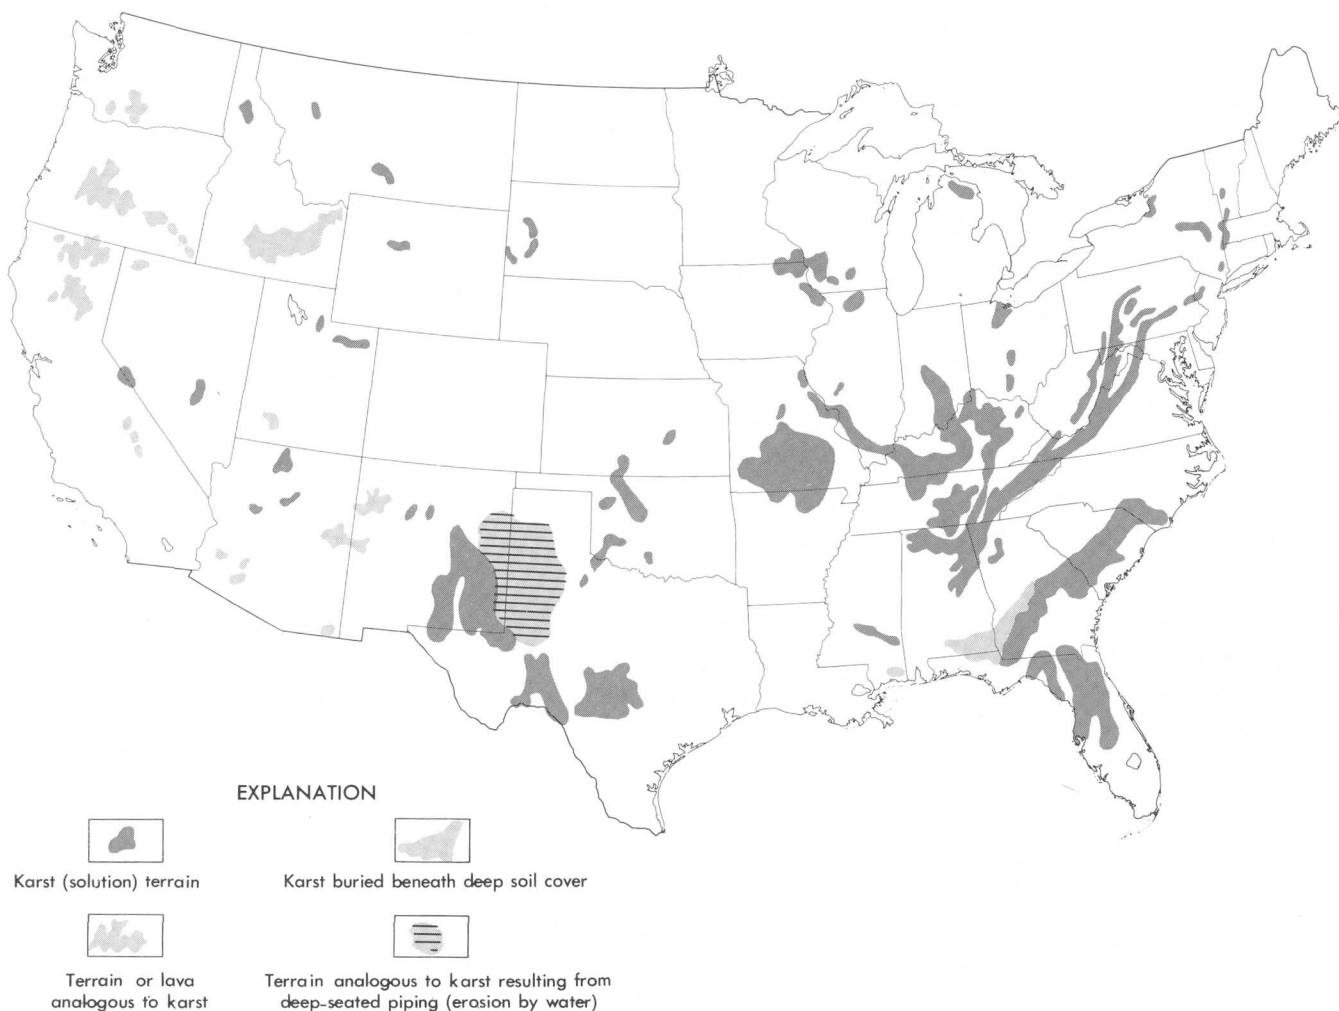 EXPLANATION
Karst (solution) terrain
Karst buried beneath deep soil cover
Terrain or lava
analogous to karst
Terrain analogous to karst resulting from
deep-seated piping (erosion by water)